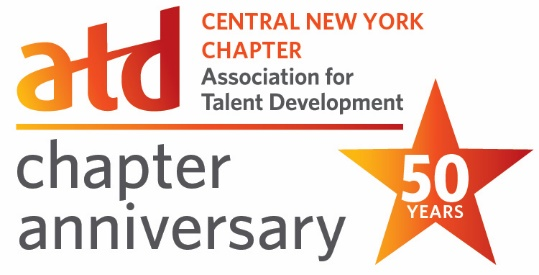 atd
CENTRAL NEW YORK
CHAPTER
Association for
Talent Development
chapter
anniversary
50
YEARS